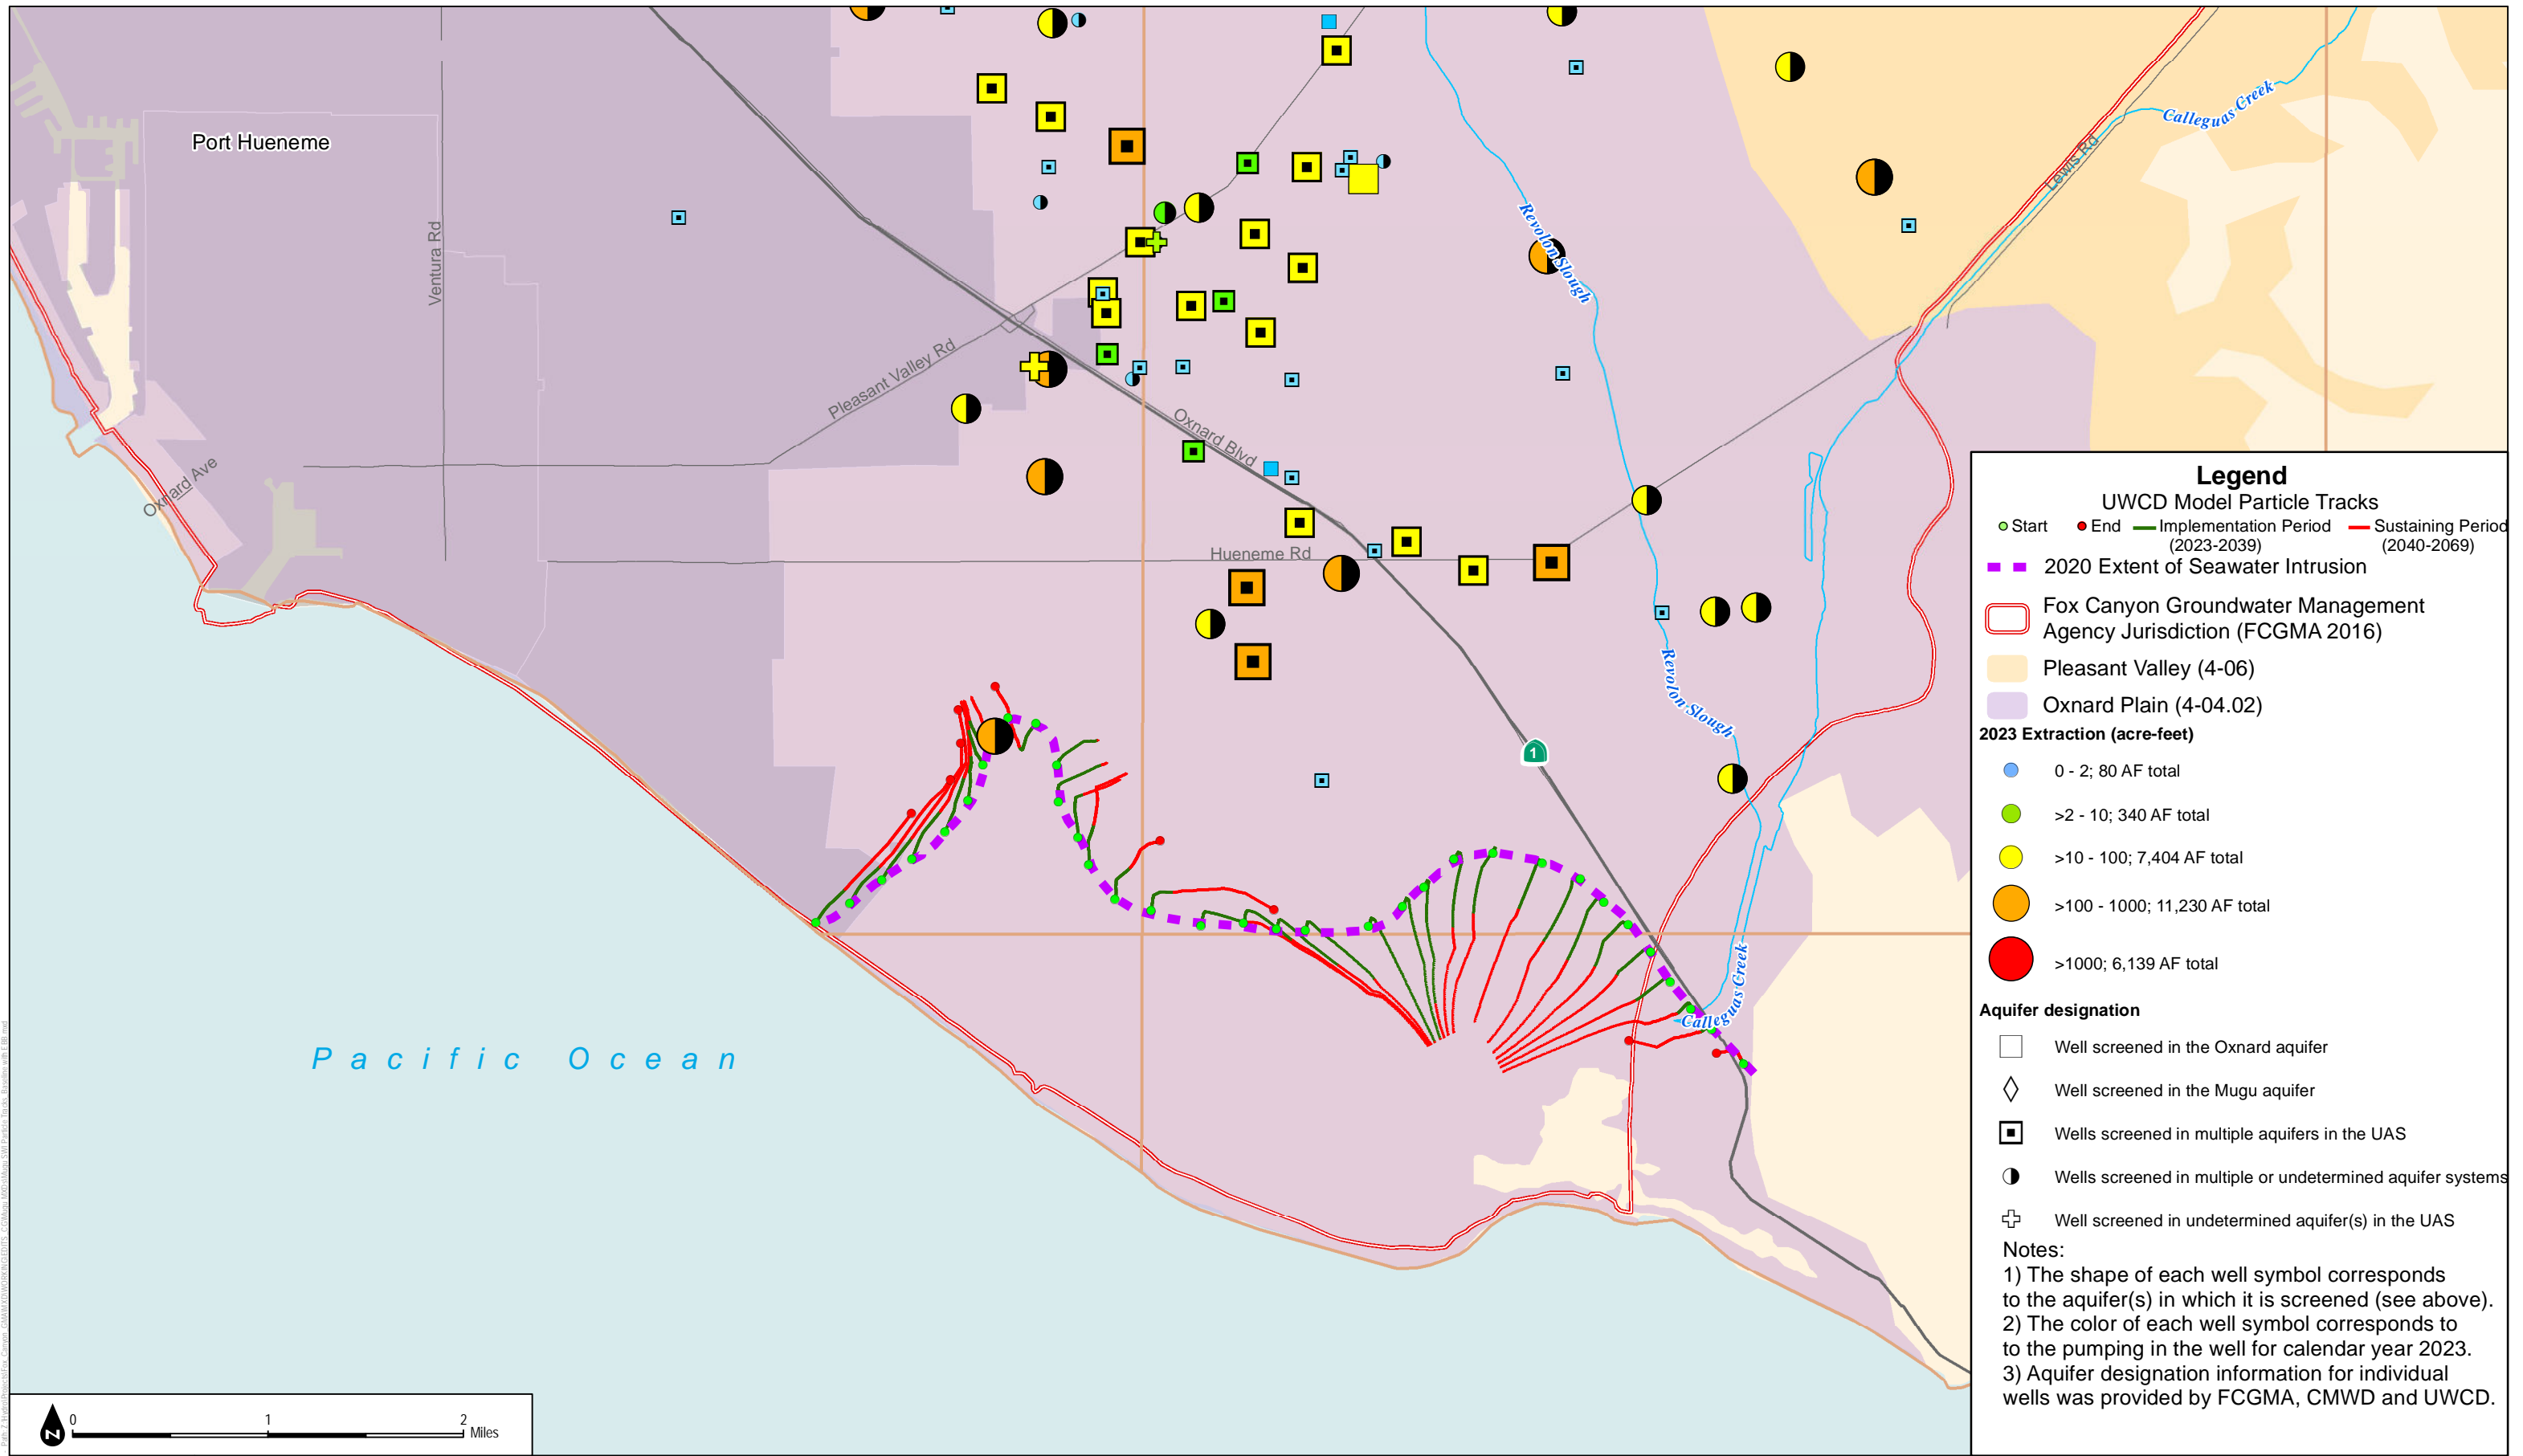 Port Hueneme
Ventura Rd
Oxnard Ave
Pleasant Valley Rd
Oxnard Blvd
Hueneme Rd
Revolon Slough
Revolon Slough
Calleguas Creek
Lewis Rd
1
Calleguas Creek
Pacific Ocean
N
0 1 2
Miles
Legend
UWCD Model Particle Tracks
Start End Implementation Period Sustaining Period
(2023-2039) (2040-2069)
2020 Extent of Seawater Intrusion
Fox Canyon Groundwater Management
Agency Jurisdiction (FCGMA 2016)
Pleasant Valley (4-06)
Oxnard Plain (4-04.02)
2023 Extraction (acre-feet)
0 - 2; 80 AF total
>2 - 10; 340 AF total
>10 - 100; 7,404 AF total
>100 - 1000; 11,230 AF total
>1000; 6,139 AF total
Aquifer designation
Well screened in the Oxnard aquifer
Well screened in the Mugu aquifer
Wells screened in multiple aquifers in the UAS
Wells screened in multiple or undetermined aquifer systems
Well screened in undetermined aquifer(s) in the UAS
Notes:
1) The shape of each well symbol corresponds
to the aquifer(s) in which it is screened (see above).
2) The color of each well symbol corresponds to
to the pumping in the well for calendar year 2023.
3) Aquifer designation information for individual
wells was provided by FCGMA, CMWD and UWCD.